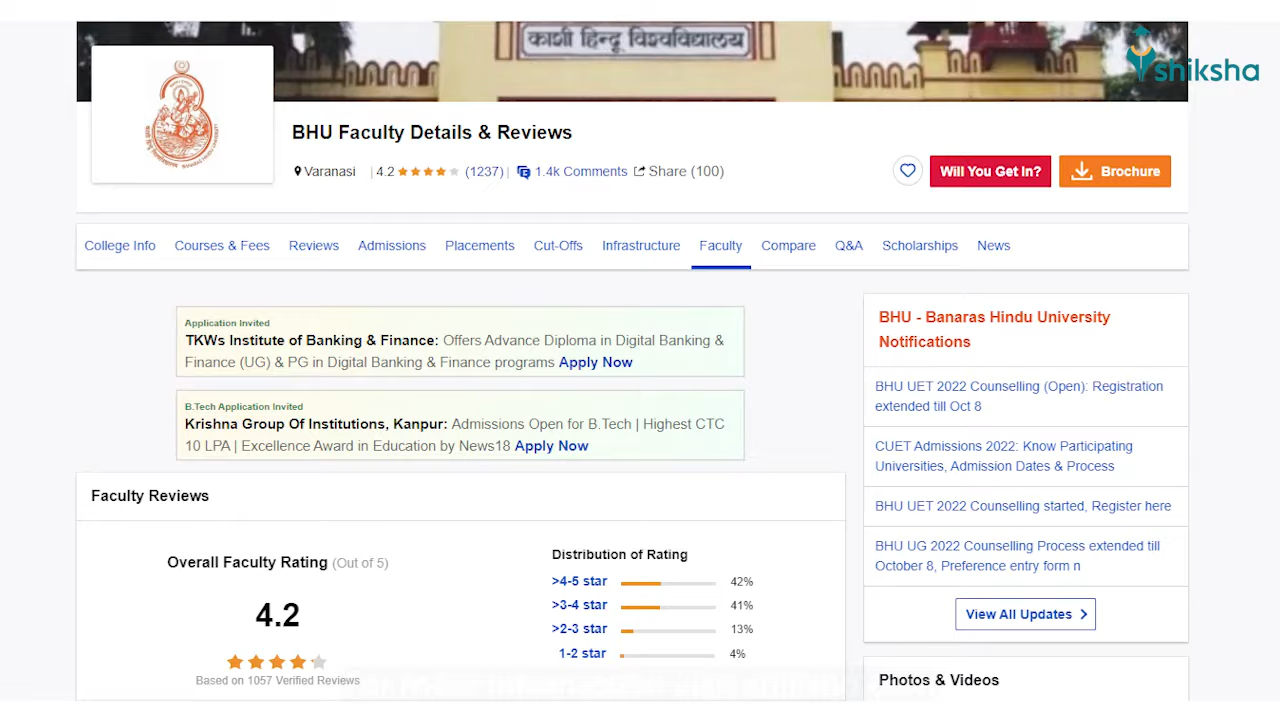 काशी हिन्दू विश्वविद्यालय
shiksha
BHU Faculty Details & Reviews
Varanasi | 4.2 (1237) | 1.4k Comments Share (100)
Will You Get In?
Brochure
College Info Courses & Fees Reviews Admissions Placements Cut-Offs Infrastructure Faculty Compare Q&A Scholarships News
Application Invited
TKWs Institute of Banking & Finance: Offers Advance Diploma in Digital Banking &
Finance (UG) & PG in Digital Banking & Finance programs Apply Now
B.Tech Application Invited
Krishna Group Of Institutions, Kanpur: Admissions Open for B.Tech | Highest CTC
10 LPA | Excellence Award in Education by News18 Apply Now
Faculty Reviews
Overall Faculty Rating (Out of 5)
4.2
Based on 1057 Verified Reviews
Distribution of Rating
>4-5 star 42%
>3-4 star 41%
>2-3 star 13%
1-2 star 4%
BHU - Banaras Hindu University
Notifications
BHU UET 2022 Counselling (Open): Registration
extended till Oct 8
CUET Admissions 2022: Know Participating
Universities, Admission Dates & Process
BHU UET 2022 Counselling started, Register here
BHU UG 2022 Counselling Process extended till
October 8, Preference entry form n
View All Updates
Photos & Videos